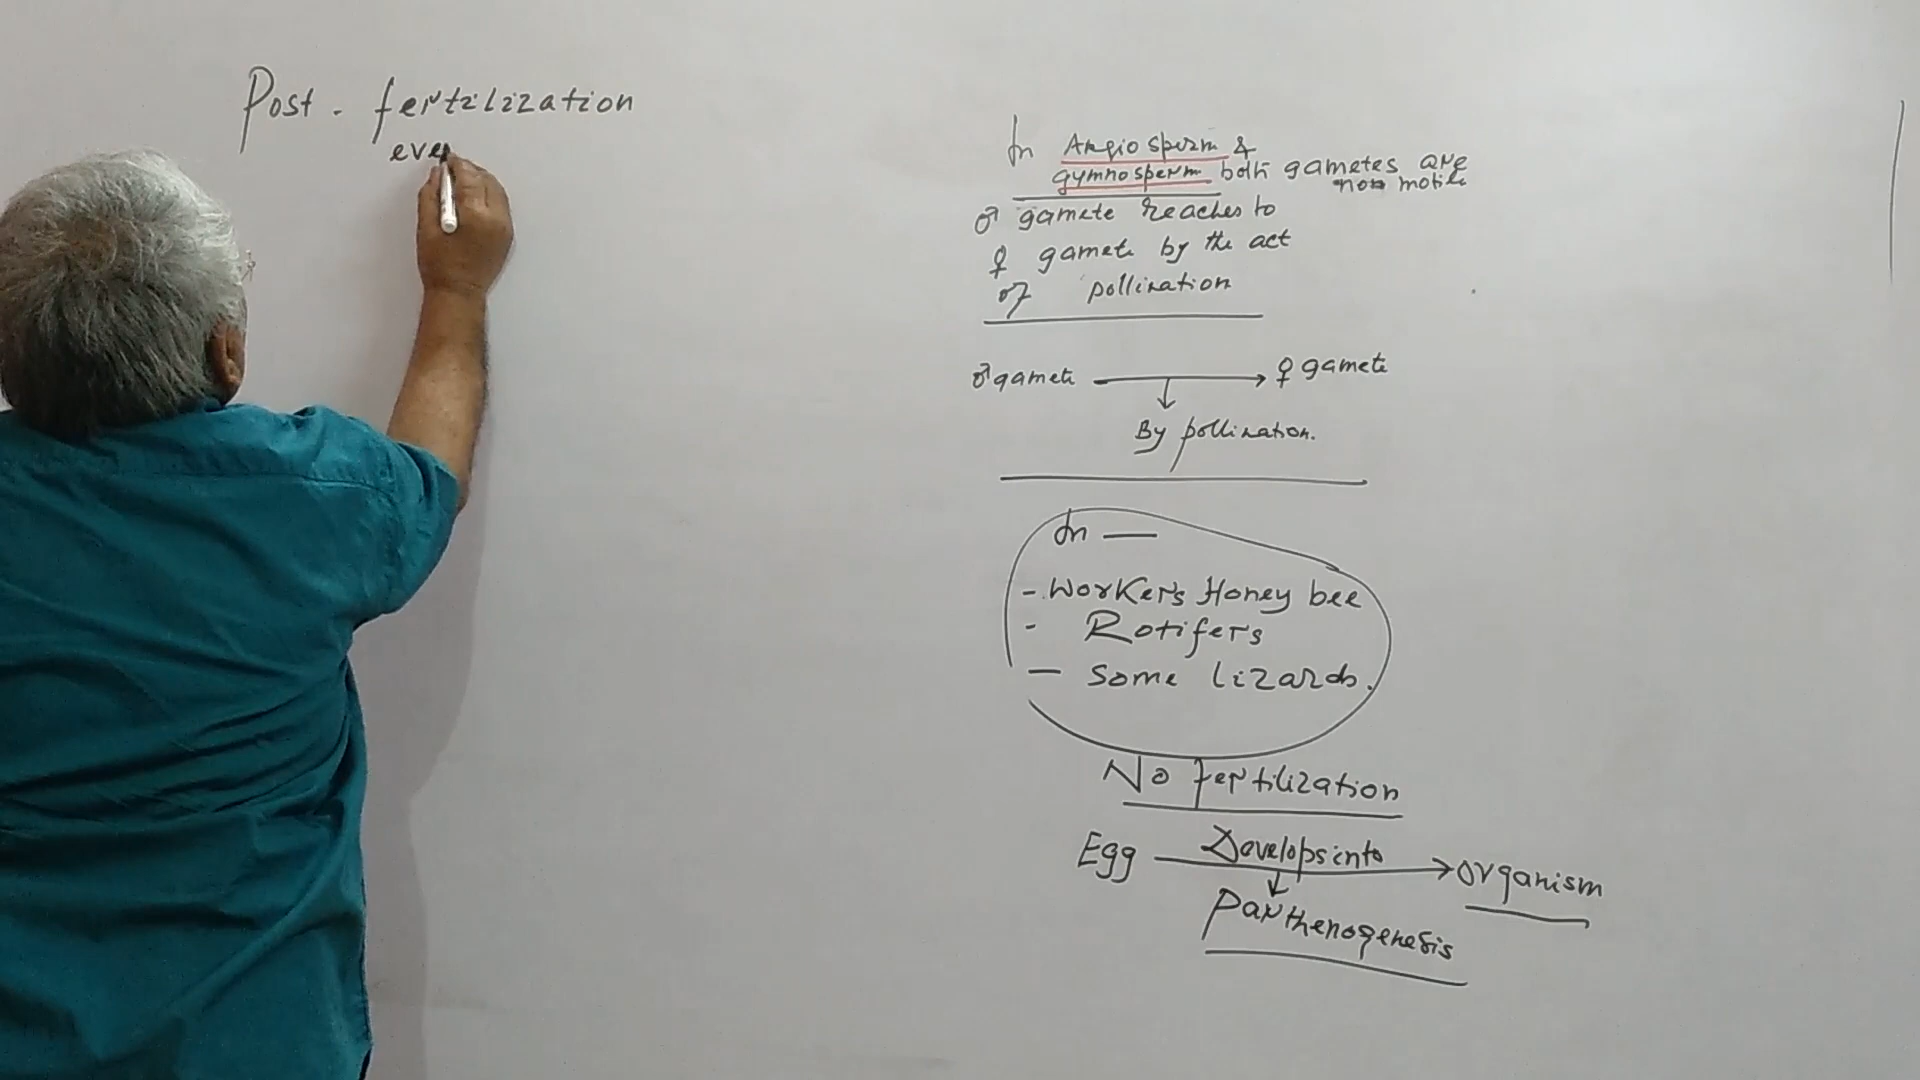 Post - fertilization
eve
In Angiosperm &
gymnosperm both gametes are
non motile
♂ gamete reaches to
♀ gamete by the act
of pollination
♂ gamete → ♀ gamete
By pollination.
In —
- Workers Honey bee
- Rotifers
- Some lizards.
No fertilization
Egg Develops into → organism
Parthenogenesis